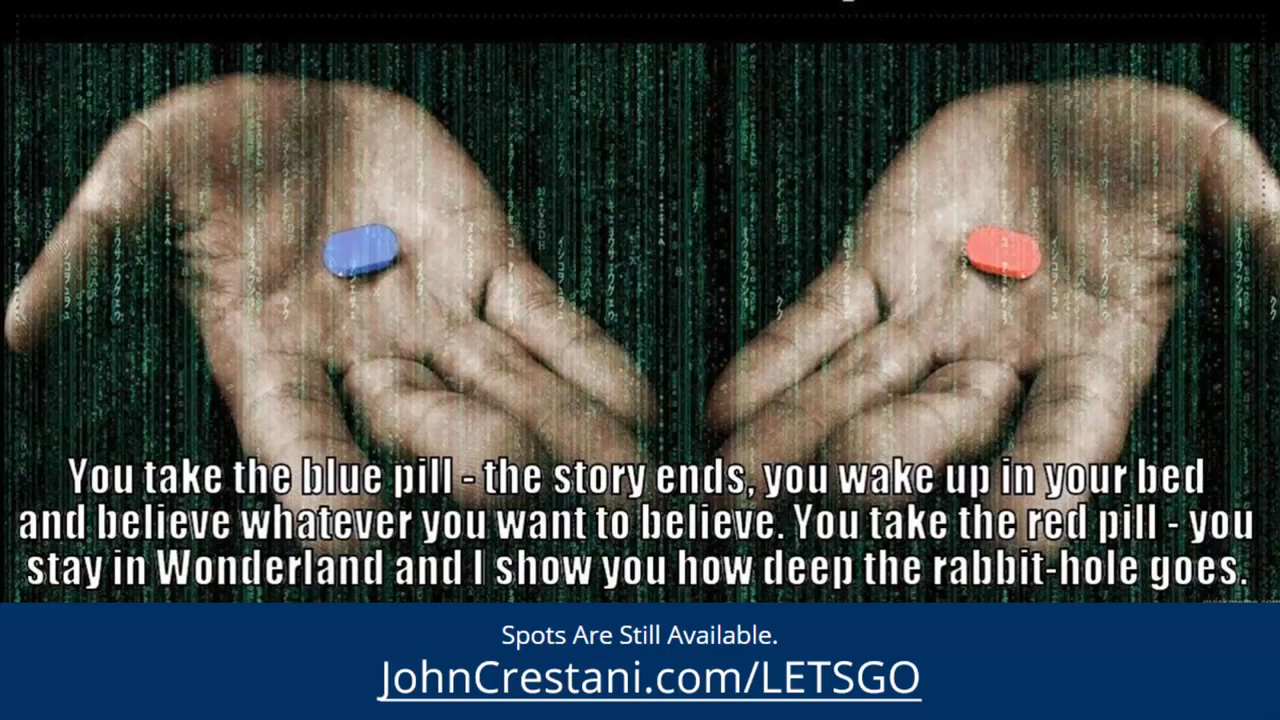 You take the blue pill - the story ends, you wake up in your bed
and believe whatever you want to believe. You take the red pill - you
stay in Wonderland and I show you how deep the rabbit-hole goes.
Spots Are Still Available.
JohnCrestani.com/LETSGO